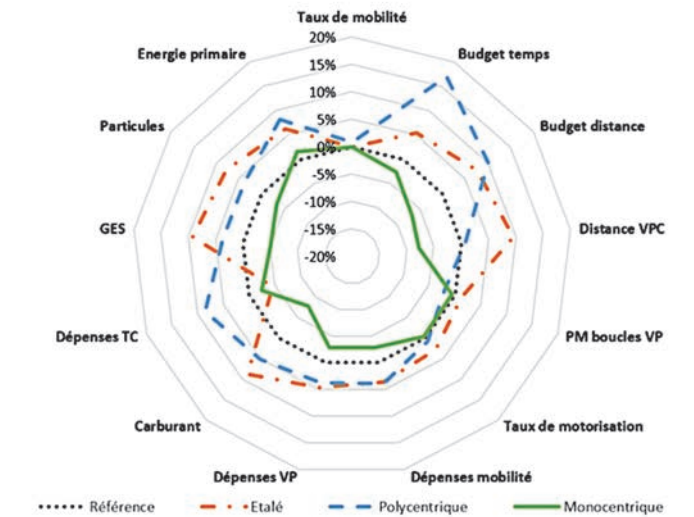 Taux de mobilité
20%
Energie primaire
Budget temps
15%
10%
Particules
Budget distance
5%
0%
-5%
GES
Distance VPC
-10%
-15%
-20%
Dépenses TC
PM boucles VP
Carburant
Taux de motorisation
Dépenses VP
Dépenses mobilité
Référence
Etalé
Polycentrique
Monocentrique